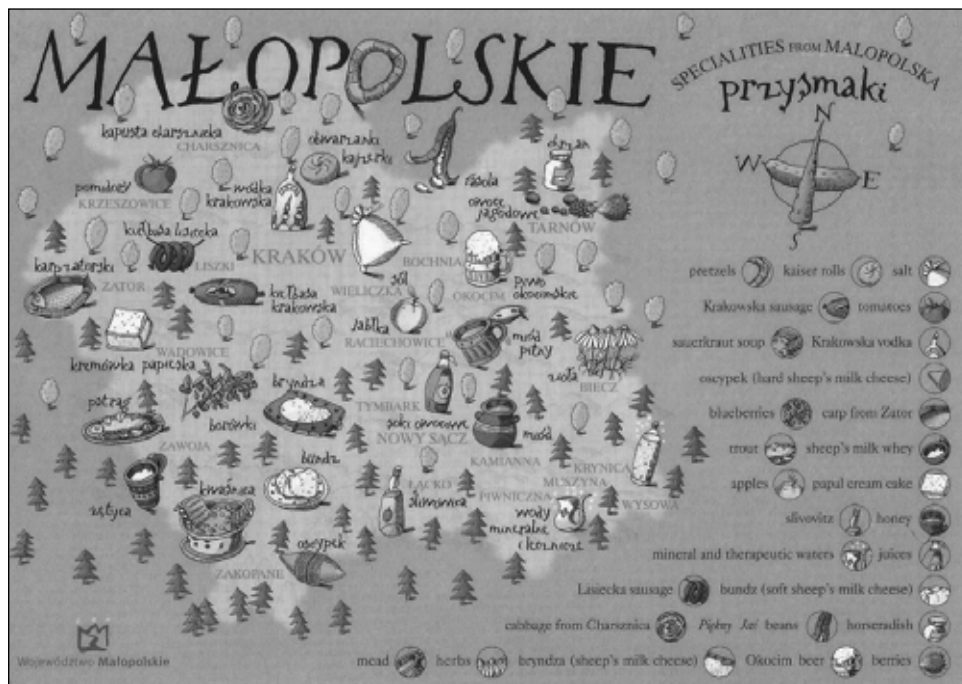 MAŁOPOLSKIE
SPECIALITIES FROM MALOPOLSKA
przysmaki
N
W
E
S
kapusta charsznicka
CHARSZNICA
obwarzanki
kajzerki
chrzan
fasola
pomidory
KRZESZOWICE
wódka
krakowska
owoce
jagodowe
TARNÓW
kiełbasa lisiecka
LISZKI
KRAKÓW
BOCHNIA
karp zatorski
ZATOR
kiełbasa
krakowska
sól
WIELICZKA
OKOCIM
piwo
okocimskie
jabłka
RACIECHOWICE
miód
pitny
WADOWICE
kremówka papieska
zioła
BIECZ
pstrąg
borówki
bryndza
TYMBARK
soki owocowe
NOWY SĄCZ
miód
ZAWOJA
bundz
KAMIANNA
KRYNICA
MUSZYNA
żętyca
kwaśnica
ŁĄCKO
śliwowica
PIWNICZNA
WYSOWA
wody
mineralne
i lecznicze
oscypek
ZAKOPANE
pretzels
kaiser rolls
salt
Krakowska sausage
tomatoes
sauerkraut soup
Krakowska vodka
oscypek (hard sheep's milk cheese)
blueberries
carp from Zator
trout
sheep's milk whey
apples
papal cream cake
slivovitz
honey
mineral and therapeutic waters
juices
Lisiecka sausage
bundz (soft sheep's milk cheese)
cabbage from Charsznica
Piękny Jaś beans
horseradish
mead
herbs
bryndza (sheep's milk cheese)
Okocim beer
berries
Województwo Małopolskie